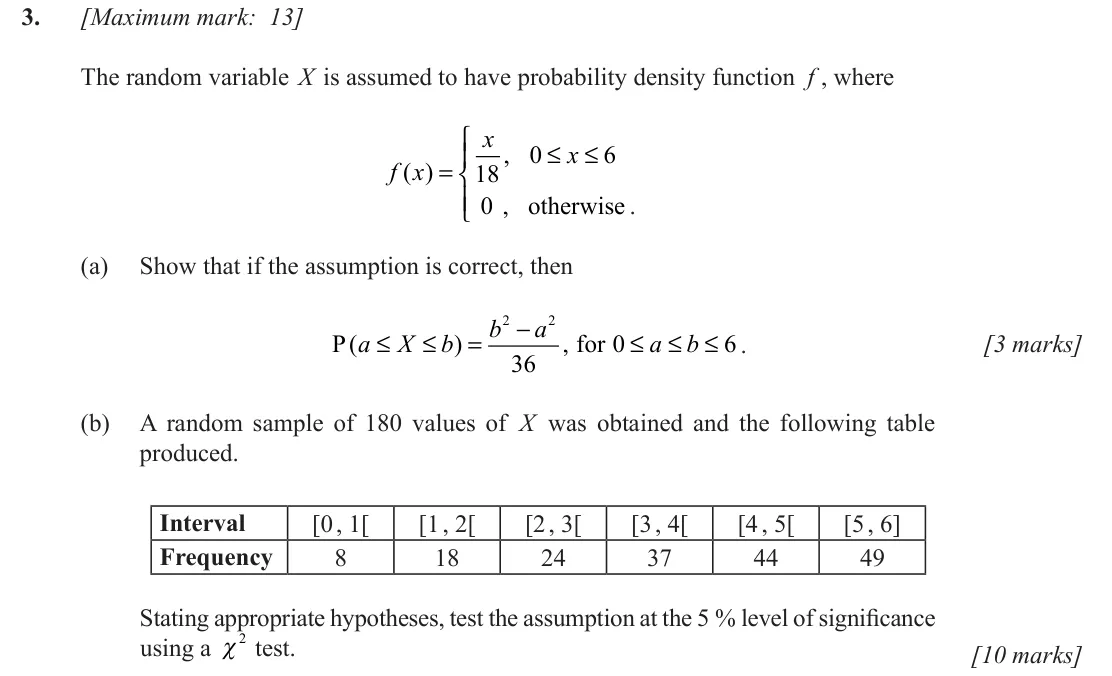 3. [Maximum mark: 13]
The random variable X is assumed to have probability density function f, where
f(x) = { x/18, 0 ≤ x ≤ 6
0, otherwise.
(a) Show that if the assumption is correct, then
P(a ≤ X ≤ b) = (b² − a²)/36, for 0 ≤ a ≤ b ≤ 6. [3 marks]
(b) A random sample of 180 values of X was obtained and the following table
produced.
Interval [0, 1[ [1, 2[ [2, 3[ [3, 4[ [4, 5[ [5, 6]
Frequency 8 18 24 37 44 49
Stating appropriate hypotheses, test the assumption at the 5 % level of significance
using a χ² test. [10 marks]